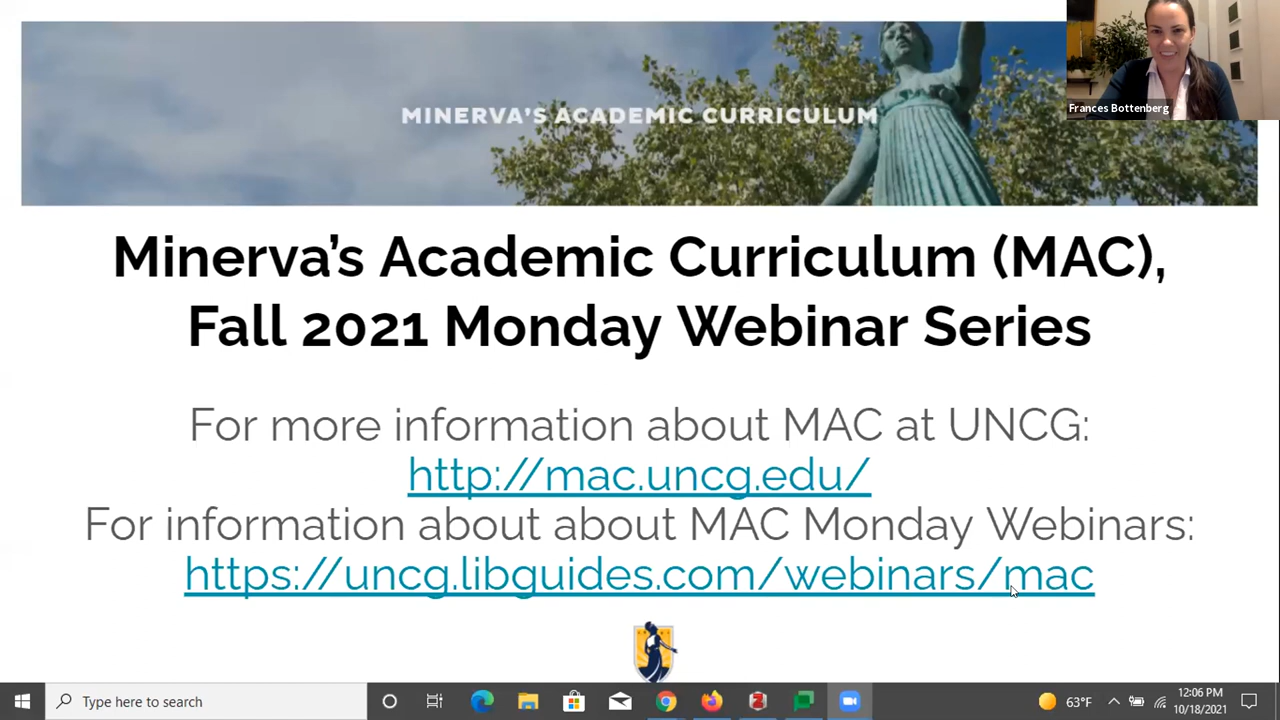 MINERVA'S ACADEMIC CURRICULUM
Frances Bottenberg
Minerva's Academic Curriculum (MAC),
Fall 2021 Monday Webinar Series
For more information about MAC at UNCG:
http://mac.uncg.edu/
For information about about MAC Monday Webinars:
https://uncg.libguides.com/webinars/mac
Type here to search
63°F
12:06 PM
10/18/2021